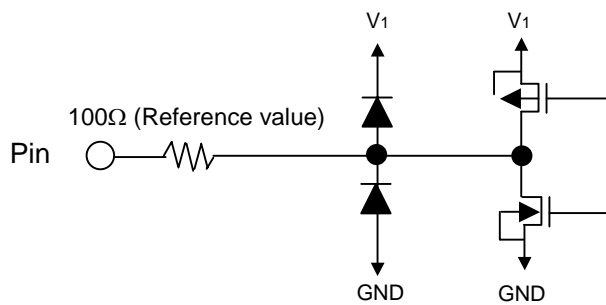 V1
V1
100Ω (Reference value)
Pin
GND
GND